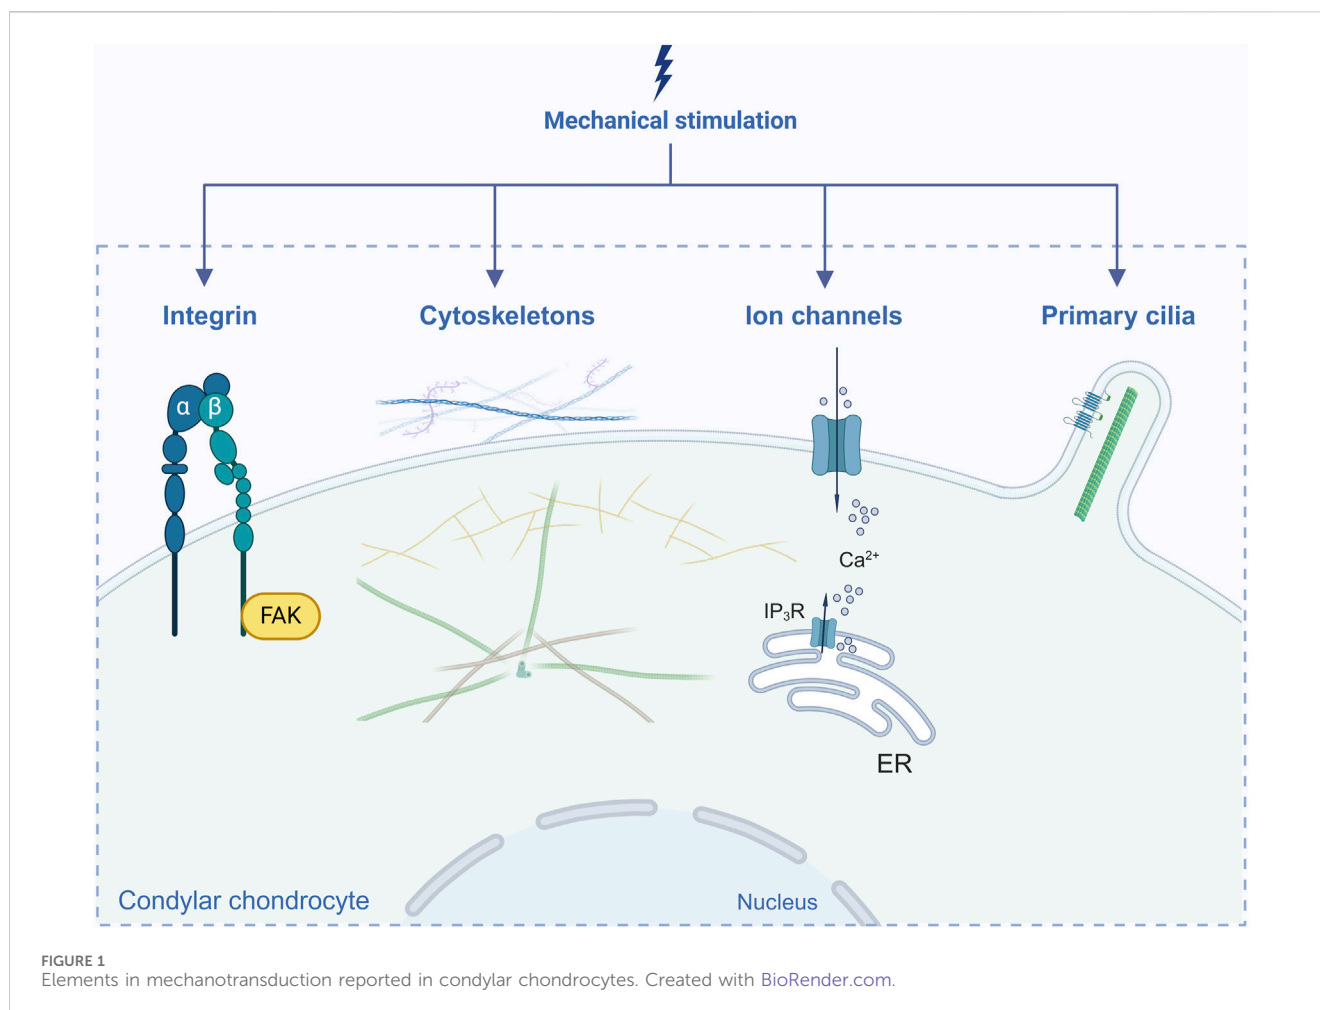 Mechanical stimulation
Integrin
Cytoskeletons
Ion channels
Primary cilia
α
β
FAK
Ca²⁺
IP₃R
ER
Condylar chondrocyte
Nucleus
FIGURE 1
Elements in mechanotransduction reported in condylar chondrocytes. Created with BioRender.com.